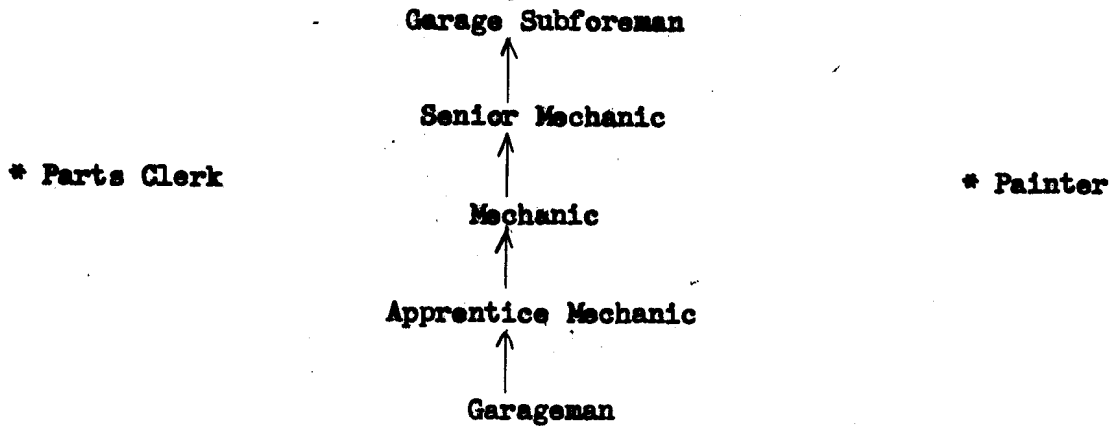 Garage Subforeman
Senior Mechanic
* Parts Clerk
* Painter
Mechanic
Apprentice Mechanic
Garageman